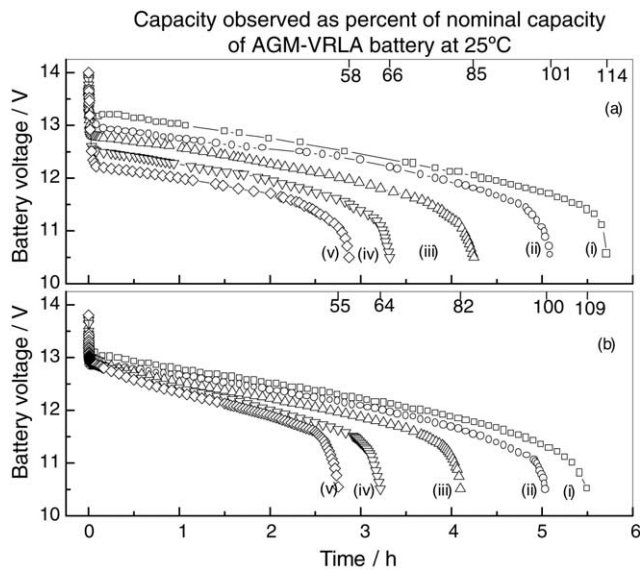 Capacity observed as percent of nominal capacity
of AGM-VRLA battery at 25°C
58 66 85 101 114
14
13
12
11
10
Battery voltage / V
(a)
(v) (iv) (iii) (ii) (i)
55 64 82 100 109
14
13
12
11
10
Battery voltage / V
(b)
(v) (iv) (iii) (ii) (i)
0 1 2 3 4 5 6
Time / h